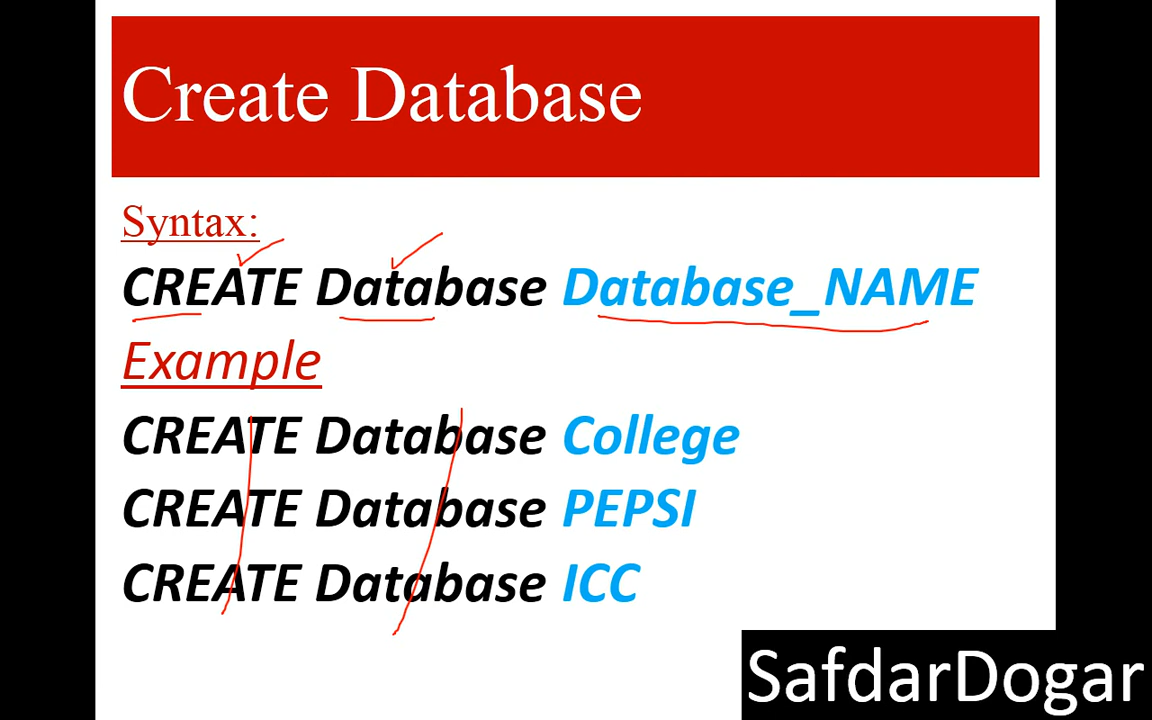 Create Database
Syntax:
CREATE Database Database_NAME
Example
CREATE Database College
CREATE Database PEPSI
CREATE Database ICC
SafdarDogar